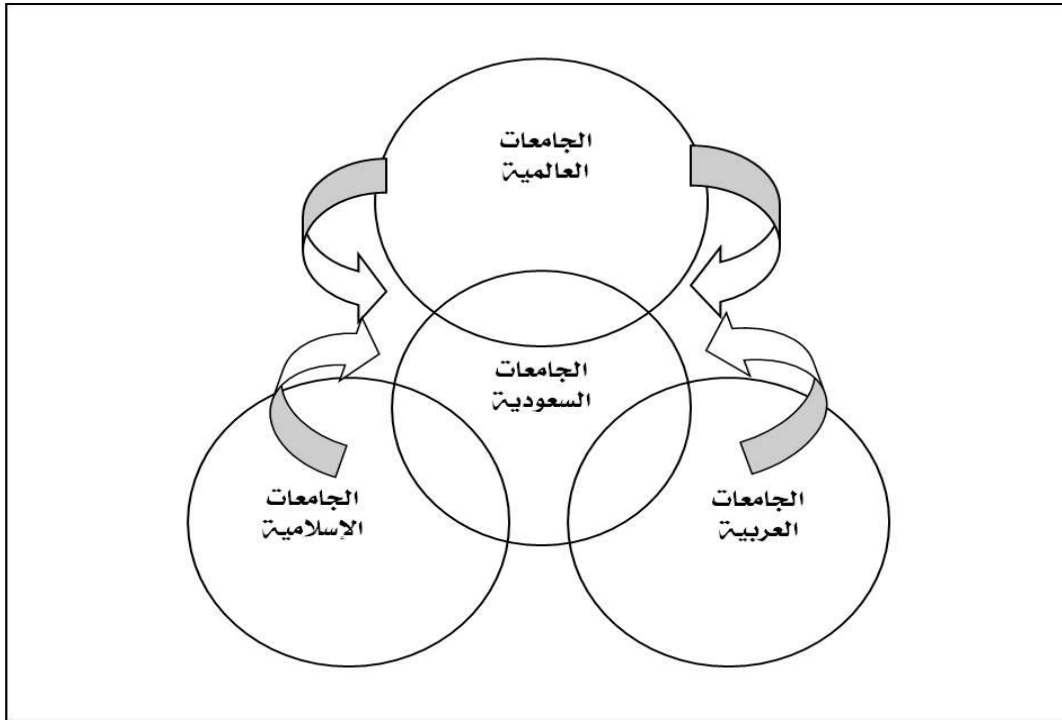 الجامعات
العالمية
الجامعات
السعودية
الجامعات
العربية
الجامعات
الإسلامية